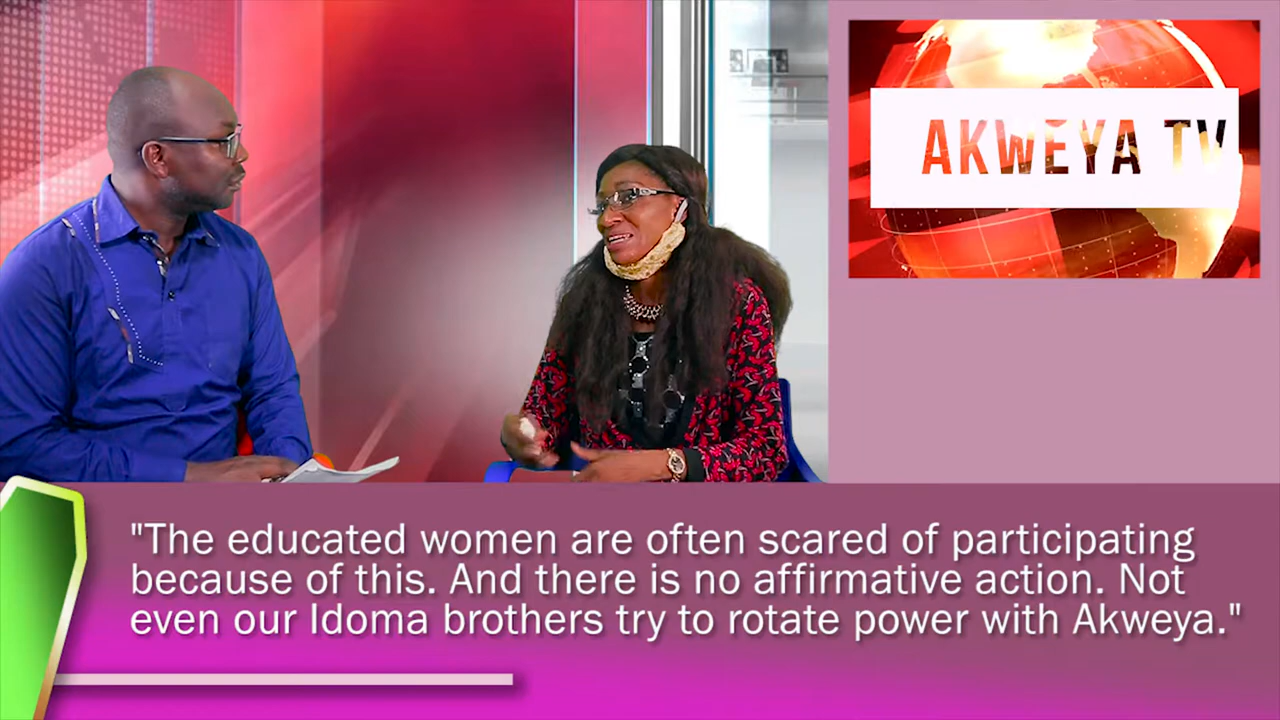 AKWEYA TV
"The educated women are often scared of participating
because of this. And there is no affirmative action. Not
even our Idoma brothers try to rotate power with Akweya."